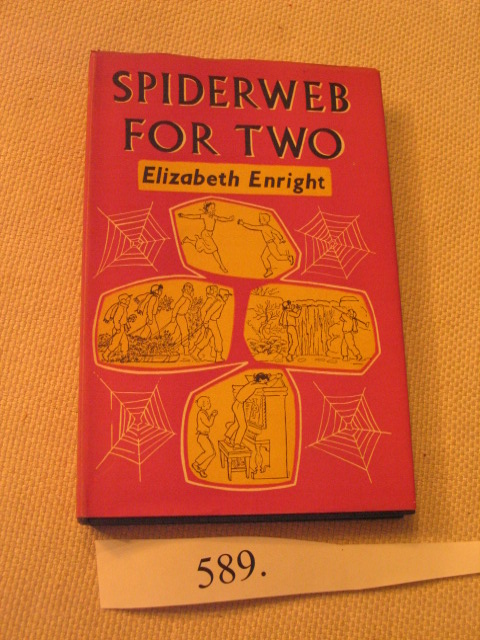 SPIDERWEB
FOR TWO
Elizabeth Enright
589.